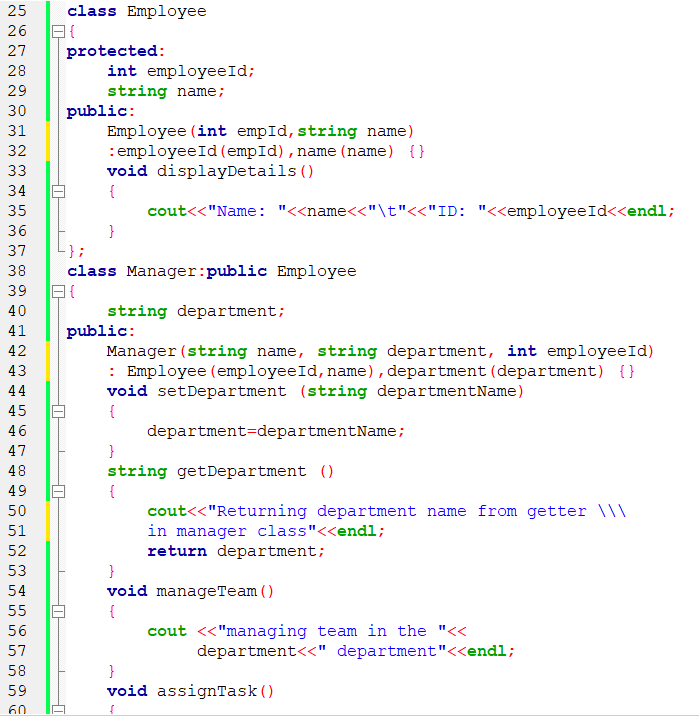 25 class Employee
26 {
27 protected:
28     int employeeId;
29     string name;
30 public:
31     Employee(int empId,string name)
32     :employeeId(empId),name(name) {}
33     void displayDetails()
34     {
35         cout<<"Name: "<<name<<"\t"<<"ID: "<<employeeId<<endl;
36     }
37 };
38 class Manager:public Employee
39 {
40     string department;
41 public:
42     Manager(string name, string department, int employeeId)
43     : Employee(employeeId,name),department(department) {}
44     void setDepartment (string departmentName)
45     {
46         department=departmentName;
47     }
48     string getDepartment ()
49     {
50         cout<<"Returning department name from getter \\\
51         in manager class"<<endl;
52         return department;
53     }
54     void manageTeam()
55     {
56         cout <<"managing team in the "<<
57              department<<" department"<<endl;
58     }
59     void assignTask()
60     {